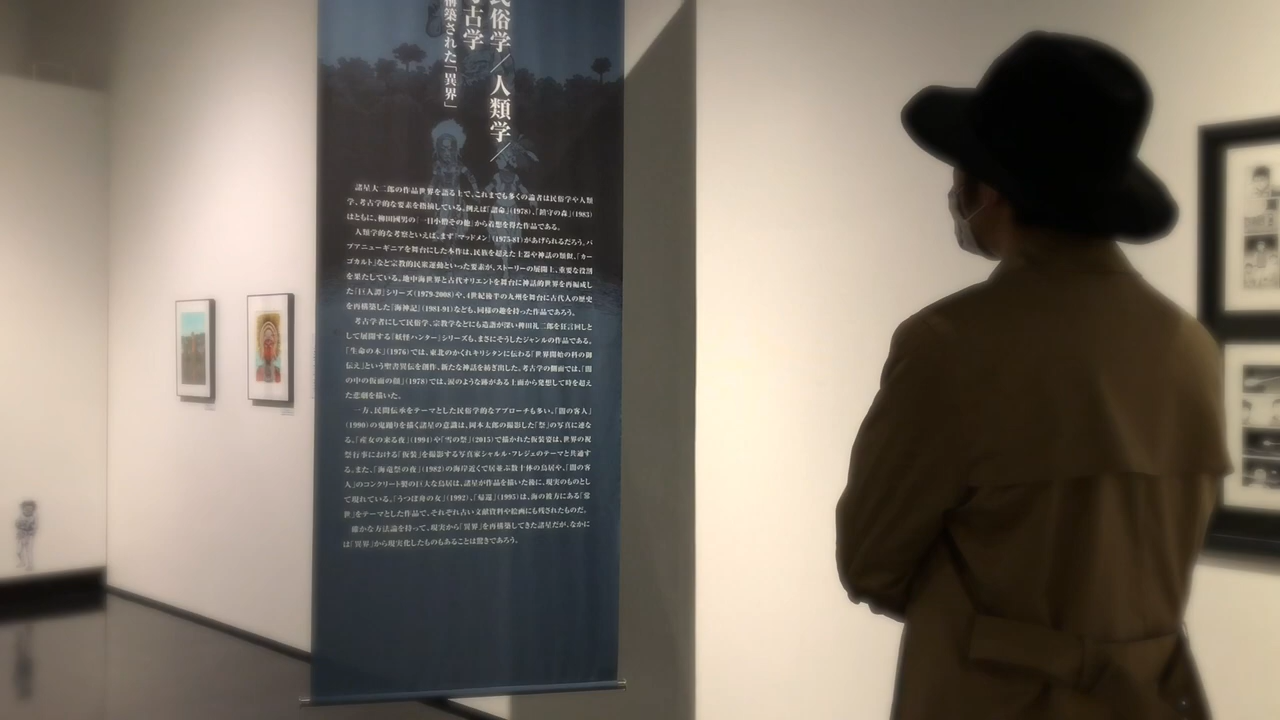 民俗学／人類学／
考古学
構築された「異界」
諸星大二郎の作品世界を語る上で、これまでも多くの論者は民俗学や人類
学、考古学的な要素を指摘している。例えば「詔命」(1978)、「鎮守の森」(1985)
はともに、柳田國男の「一目小僧その他」から着想を得た作品である。
人類学的な考察といえば、まず「マッドメン」(1975-81)があげられるだろう。パ
プアニューギニアを舞台にした本作は、民族を超えた土器や神話の類似、「カー
ゴカルト」など宗教的民衆運動といった要素が、ストーリーの展開上、重要な役割
を果たしている。地中海世界と古代オリエントを舞台に神話的世界を再編成し
た「巨人譚」シリーズ(1979-2008)や、4世紀後半の九州を舞台に古代人の歴史
を再構築した「海神記」(1981-91)なども、同様の趣を持った作品であろう。
考古学者にして民俗学、宗教学などにも造詣が深い稗田礼二郎を狂言回しと
して展開する「妖怪ハンター」シリーズも、まさにそうしたジャンルの作品である。
「生命の木」(1976)では、東北のかくれキリシタンに伝わる「世界開始の科の御
伝え」という聖書異伝を創作、新たな神話を紡ぎ出した。考古学の側面では、「闇
の中の仮面の顔」(1978)では、涙のような跡がある土面から発想して時を超え
た悲劇を描いた。
一方、民間伝承をテーマとした民俗学的なアプローチも多い。「闇の客人」
(1990)の鬼踊りを描く諸星の意識は、岡本太郎の撮影した「祭」の写真に連な
る。「産女の来る夜」(1991)や「雪の祭」(2015)で描かれた仮装姿は、世界の祝
祭行事における「仮装」を撮影する写真家シャルル・フレジェのテーマと共通す
る。また、「海竜祭の夜」(1982)の海岸近くで居並ぶ数十体の鳥居や、「闇の客
人」のコンクリート製の巨大な鳥居は、諸星が作品を描いた後に、現実のものとし
て現れている。「うつぼ舟の女」(1992)、「帰還」(1995)は、海の彼方にある「常
世」をテーマとした作品で、それぞれ古い文献資料や絵画にも残されたものだ。
確かな方法論を持って、現実から「異界」を再構築してきた諸星だが、なかに
は「異界」から現実化したものもあることは驚きであろう。